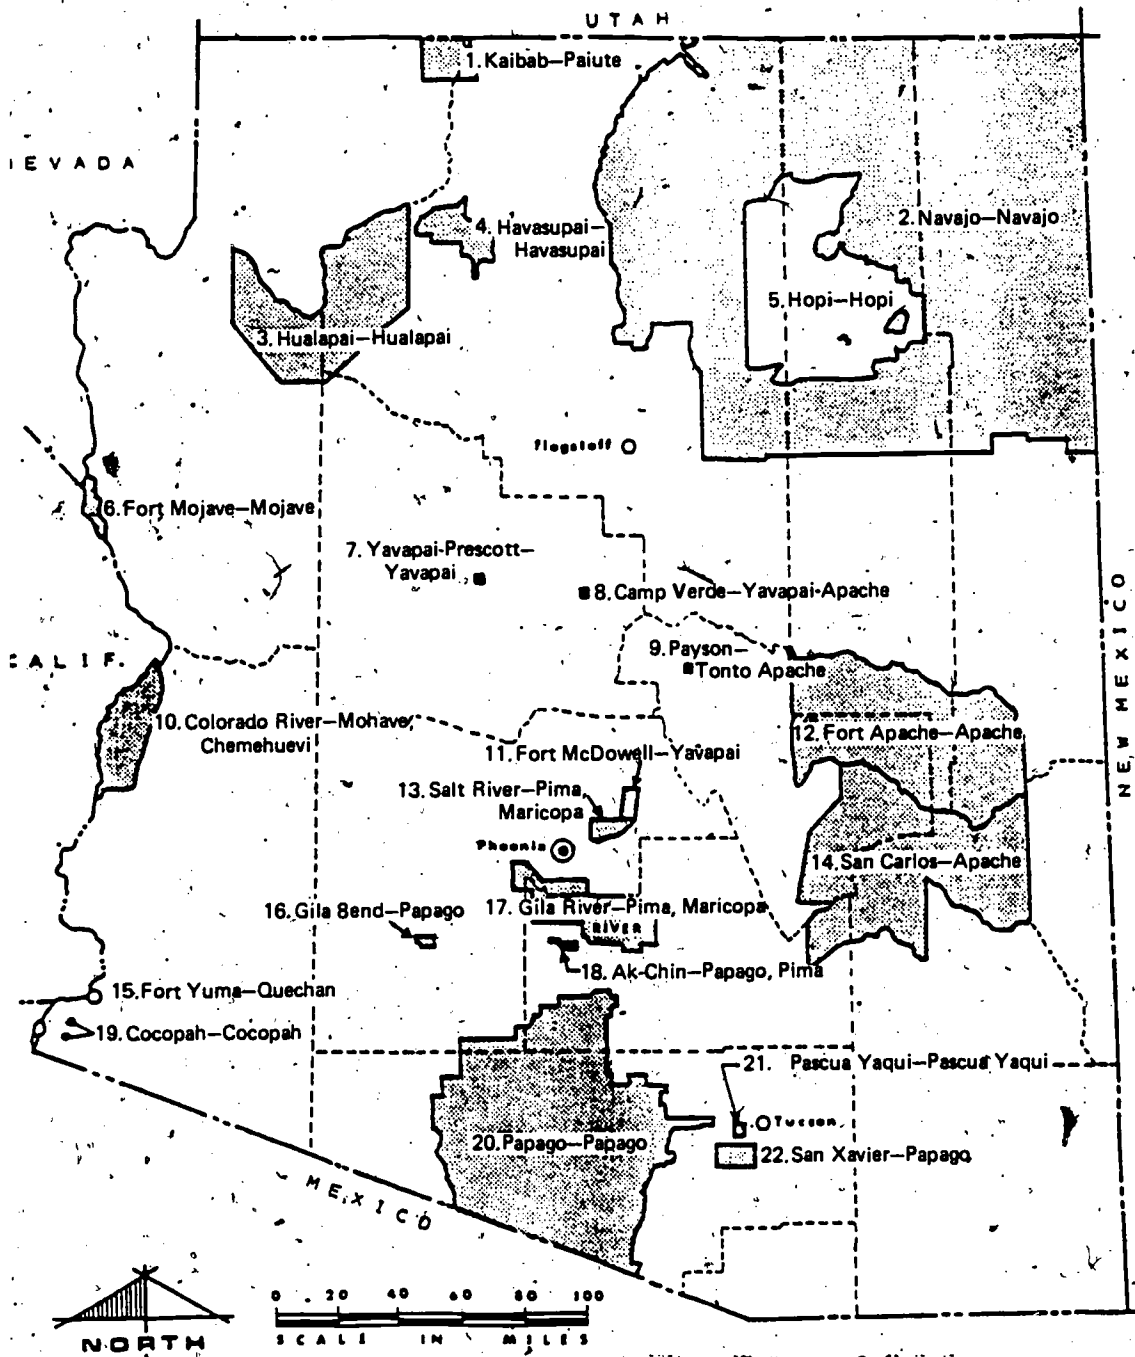 UTAH
1. Kaibab—Paiute
NEVADA
2. Navajo—Navajo
4. Havasupai—
Havasupai
5. Hopi—Hopi
3. Hualapai—Hualapai
Flagstaff
6. Fort Mojave—Mojave
7. Yavapai-Prescott—
Yavapai
8. Camp Verde—Yavapai-Apache
NEW MEXICO
CALIF.
9. Payson—
Tonto Apache
10. Colorado River—Mohave,
Chemehuevi
12. Fort Apache—Apache
11. Fort McDowell—Yavapai
13. Salt River—Pima,
Maricopa
Phoenix
14. San Carlos—Apache
16. Gila Bend—Papago
17. Gila River—Pima, Maricopa
RIVER
18. Ak-Chin—Papago, Pima
15. Fort Yuma—Quechan
19. Cocopah—Cocopah
21. Pascua Yaqui—Pascua Yaqui
Tucson
20. Papago—Papago
22. San Xavier—Papago
MEXICO
0 20 40 60 80 100
SCALE IN MILES
NORTH